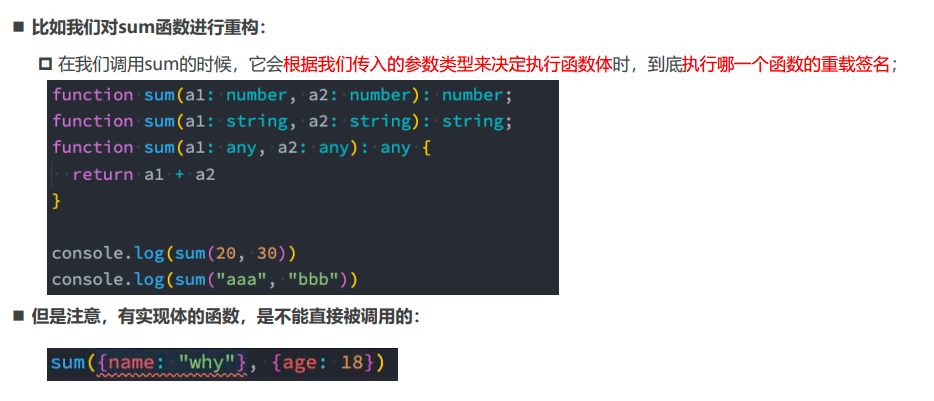 比如我们对sum函数进行重构：
在我们调用sum的时候，它会根据我们传入的参数类型来决定执行函数体时，到底执行哪一个函数的重载签名；
function sum(a1: number, a2: number): number;
function sum(a1: string, a2: string): string;
function sum(a1: any, a2: any): any {
  return a1 + a2
}
console.log(sum(20, 30))
console.log(sum("aaa", "bbb"))
但是注意，有实现体的函数，是不能直接被调用的：
sum({name: "why"}, {age: 18})